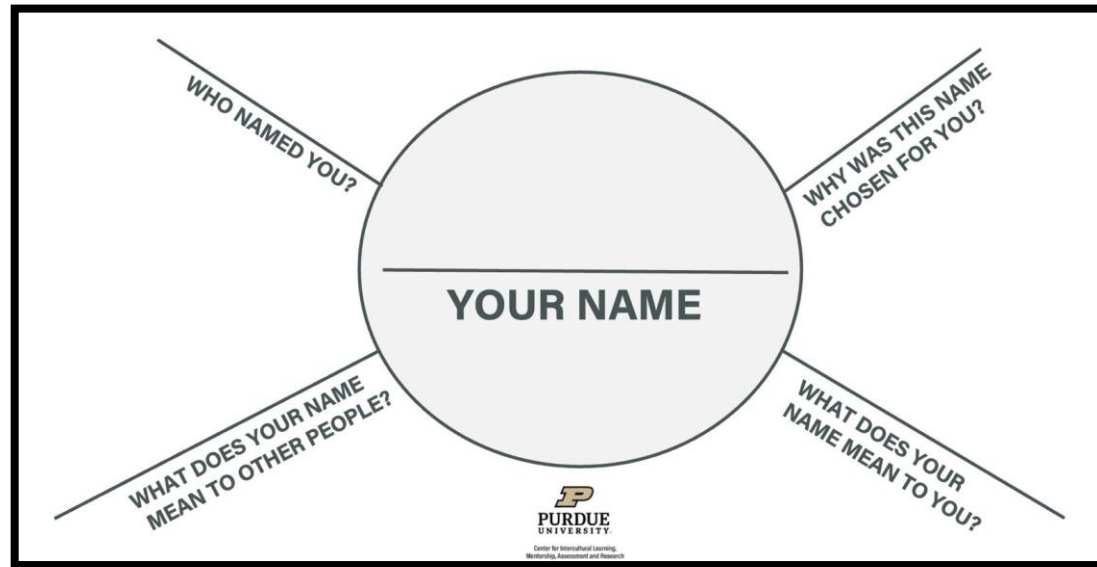 WHO NAMED YOU?
WHY WAS THIS NAME
CHOSEN FOR YOU?
YOUR NAME
WHAT DOES YOUR NAME
MEAN TO OTHER PEOPLE?
WHAT DOES YOUR
NAME MEAN TO YOU?
P
PURDUE
UNIVERSITY.
Center for Intercultural Learning,
Mentorship, Assessment and Research